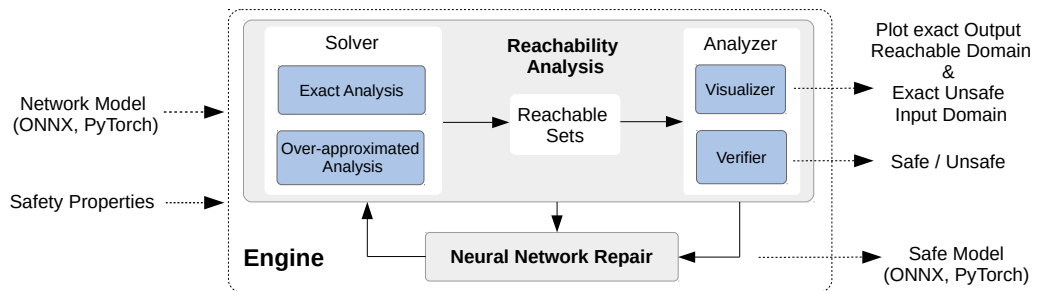 Network Model
(ONNX, PyTorch)
Safety Properties
Solver
Exact Analysis
Over-approximated
Analysis
Reachability
Analysis
Reachable
Sets
Analyzer
Visualizer
Verifier
Plot exact Output
Reachable Domain
&
Exact Unsafe
Input Domain
Safe / Unsafe
Engine
Neural Network Repair
Safe Model
(ONNX, PyTorch)